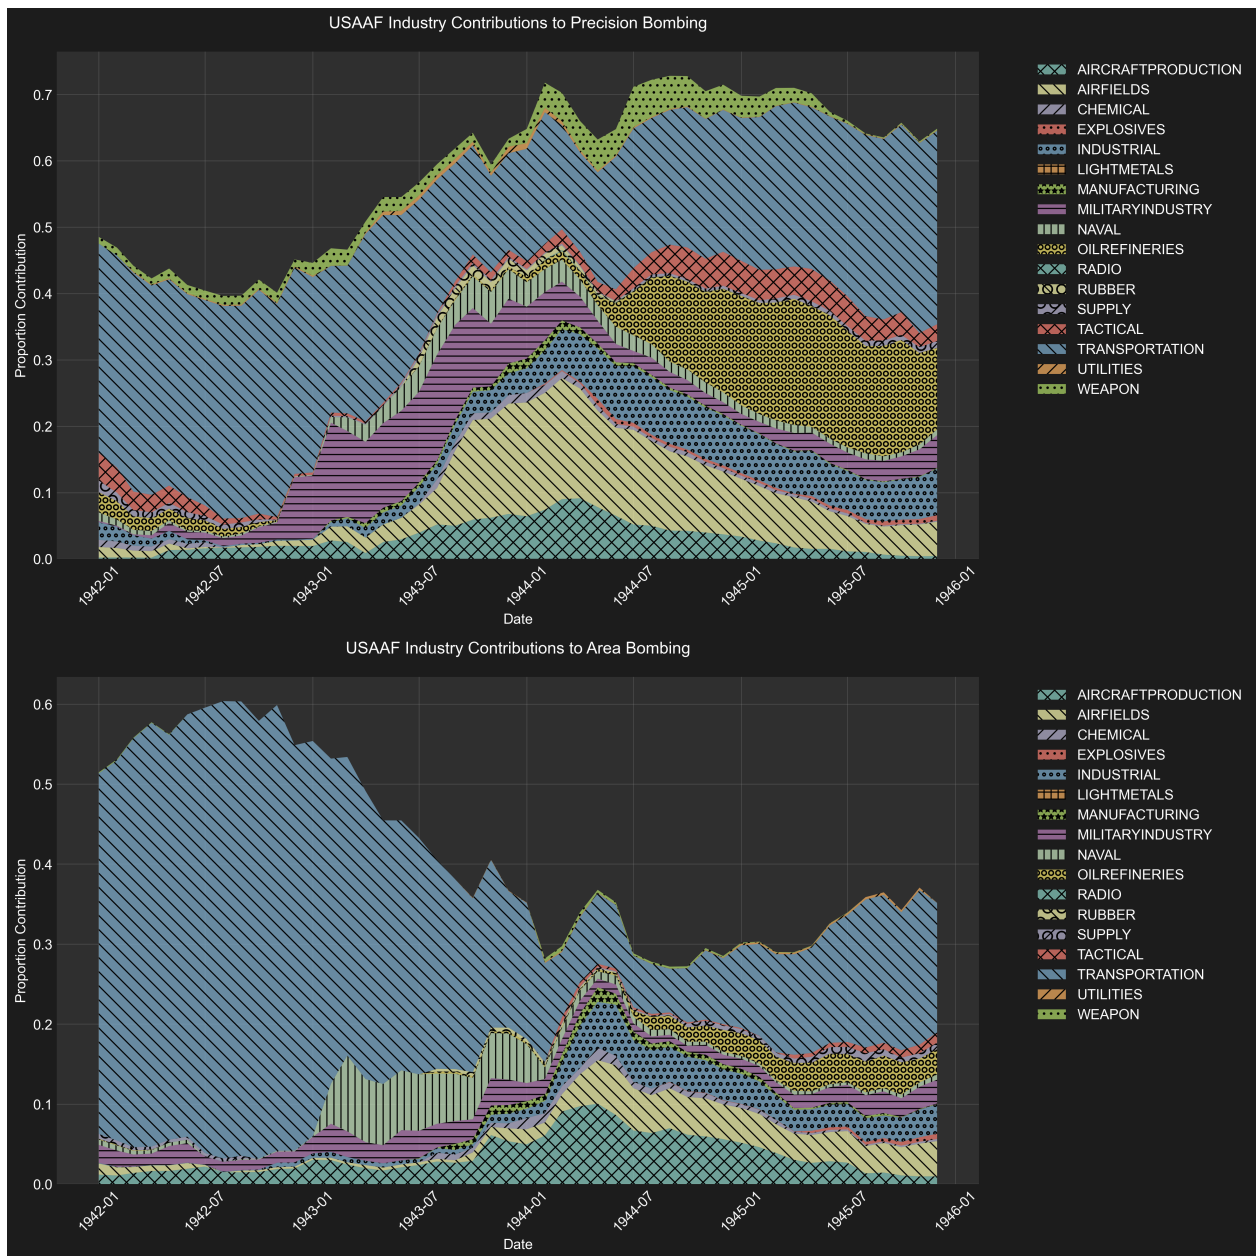 USAAF Industry Contributions to Precision Bombing
0.7
0.6
0.5
0.4
0.3
0.2
0.1
0.0
Proportion Contribution
1942-01
1942-07
1943-01
1943-07
1944-01
1944-07
1945-01
1945-07
1946-01
Date
AIRCRAFTPRODUCTION
AIRFIELDS
CHEMICAL
EXPLOSIVES
INDUSTRIAL
LIGHTMETALS
MANUFACTURING
MILITARYINDUSTRY
NAVAL
OILREFINERIES
RADIO
RUBBER
SUPPLY
TACTICAL
TRANSPORTATION
UTILITIES
WEAPON
USAAF Industry Contributions to Area Bombing
0.6
0.5
0.4
0.3
0.2
0.1
0.0
Proportion Contribution
1942-01
1942-07
1943-01
1943-07
1944-01
1944-07
1945-01
1945-07
1946-01
Date
AIRCRAFTPRODUCTION
AIRFIELDS
CHEMICAL
EXPLOSIVES
INDUSTRIAL
LIGHTMETALS
MANUFACTURING
MILITARYINDUSTRY
NAVAL
OILREFINERIES
RADIO
RUBBER
SUPPLY
TACTICAL
TRANSPORTATION
UTILITIES
WEAPON